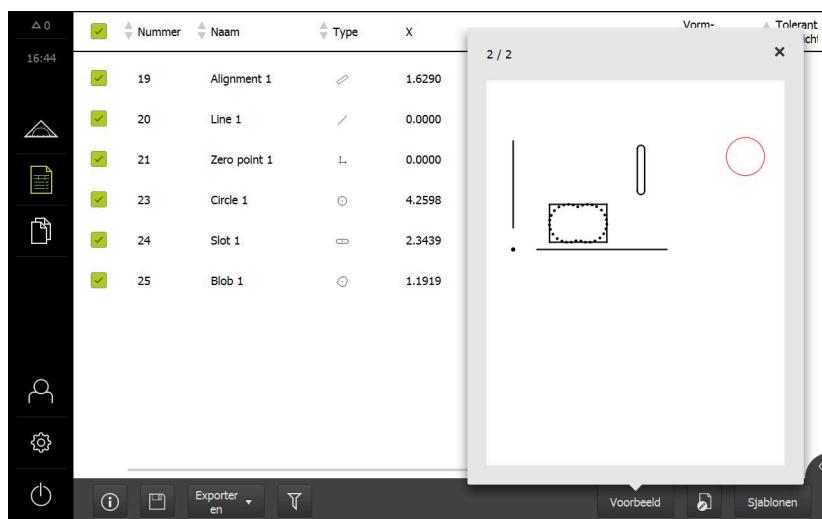 △ 0
16:44
Nummer Naam Type X
Vorm-
Tolerant
2 / 2
19 Alignment 1 1.6290
20 Line 1 0.0000
21 Zero point 1 0.0000
23 Circle 1 4.2598
24 Slot 1 2.3439
25 Blob 1 1.1919
Exporter
en
Voorbeeld
Sjablonen